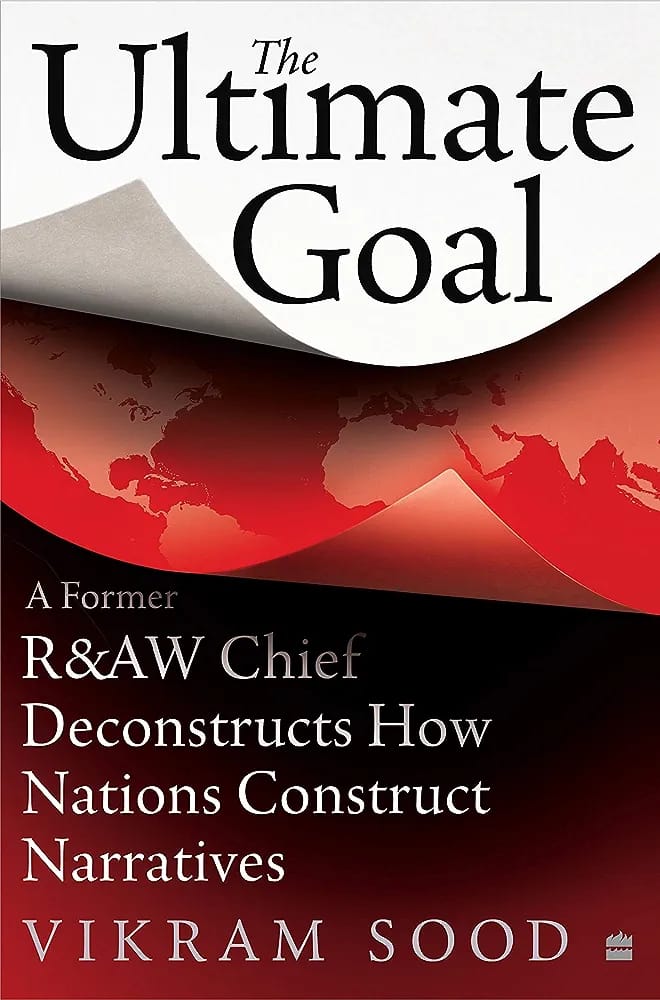 The
Ultimate
Goal
A Former
R&AW Chief
Deconstructs How
Nations Construct
Narratives
VIKRAM SOOD